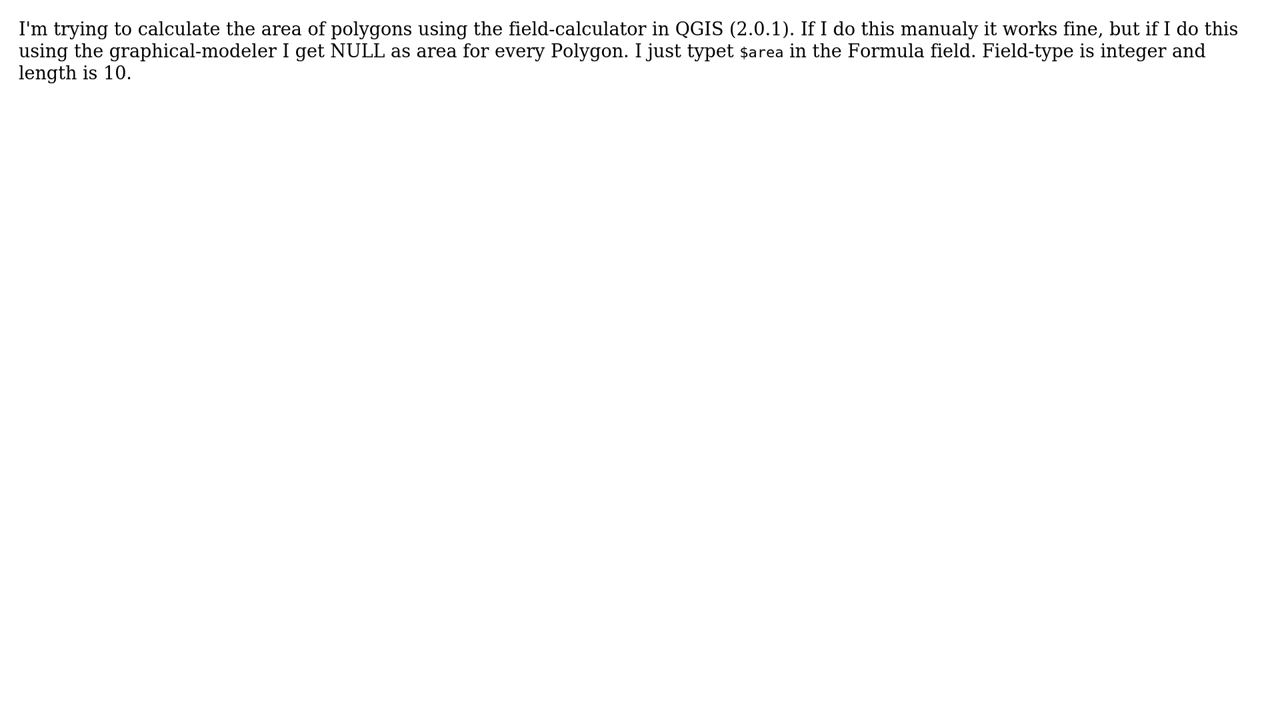 I'm trying to calculate the area of polygons using the field-calculator in QGIS (2.0.1). If I do this manualy it works fine, but if I do this
using the graphical-modeler I get NULL as area for every Polygon. I just typet $area in the Formula field. Field-type is integer and
length is 10.